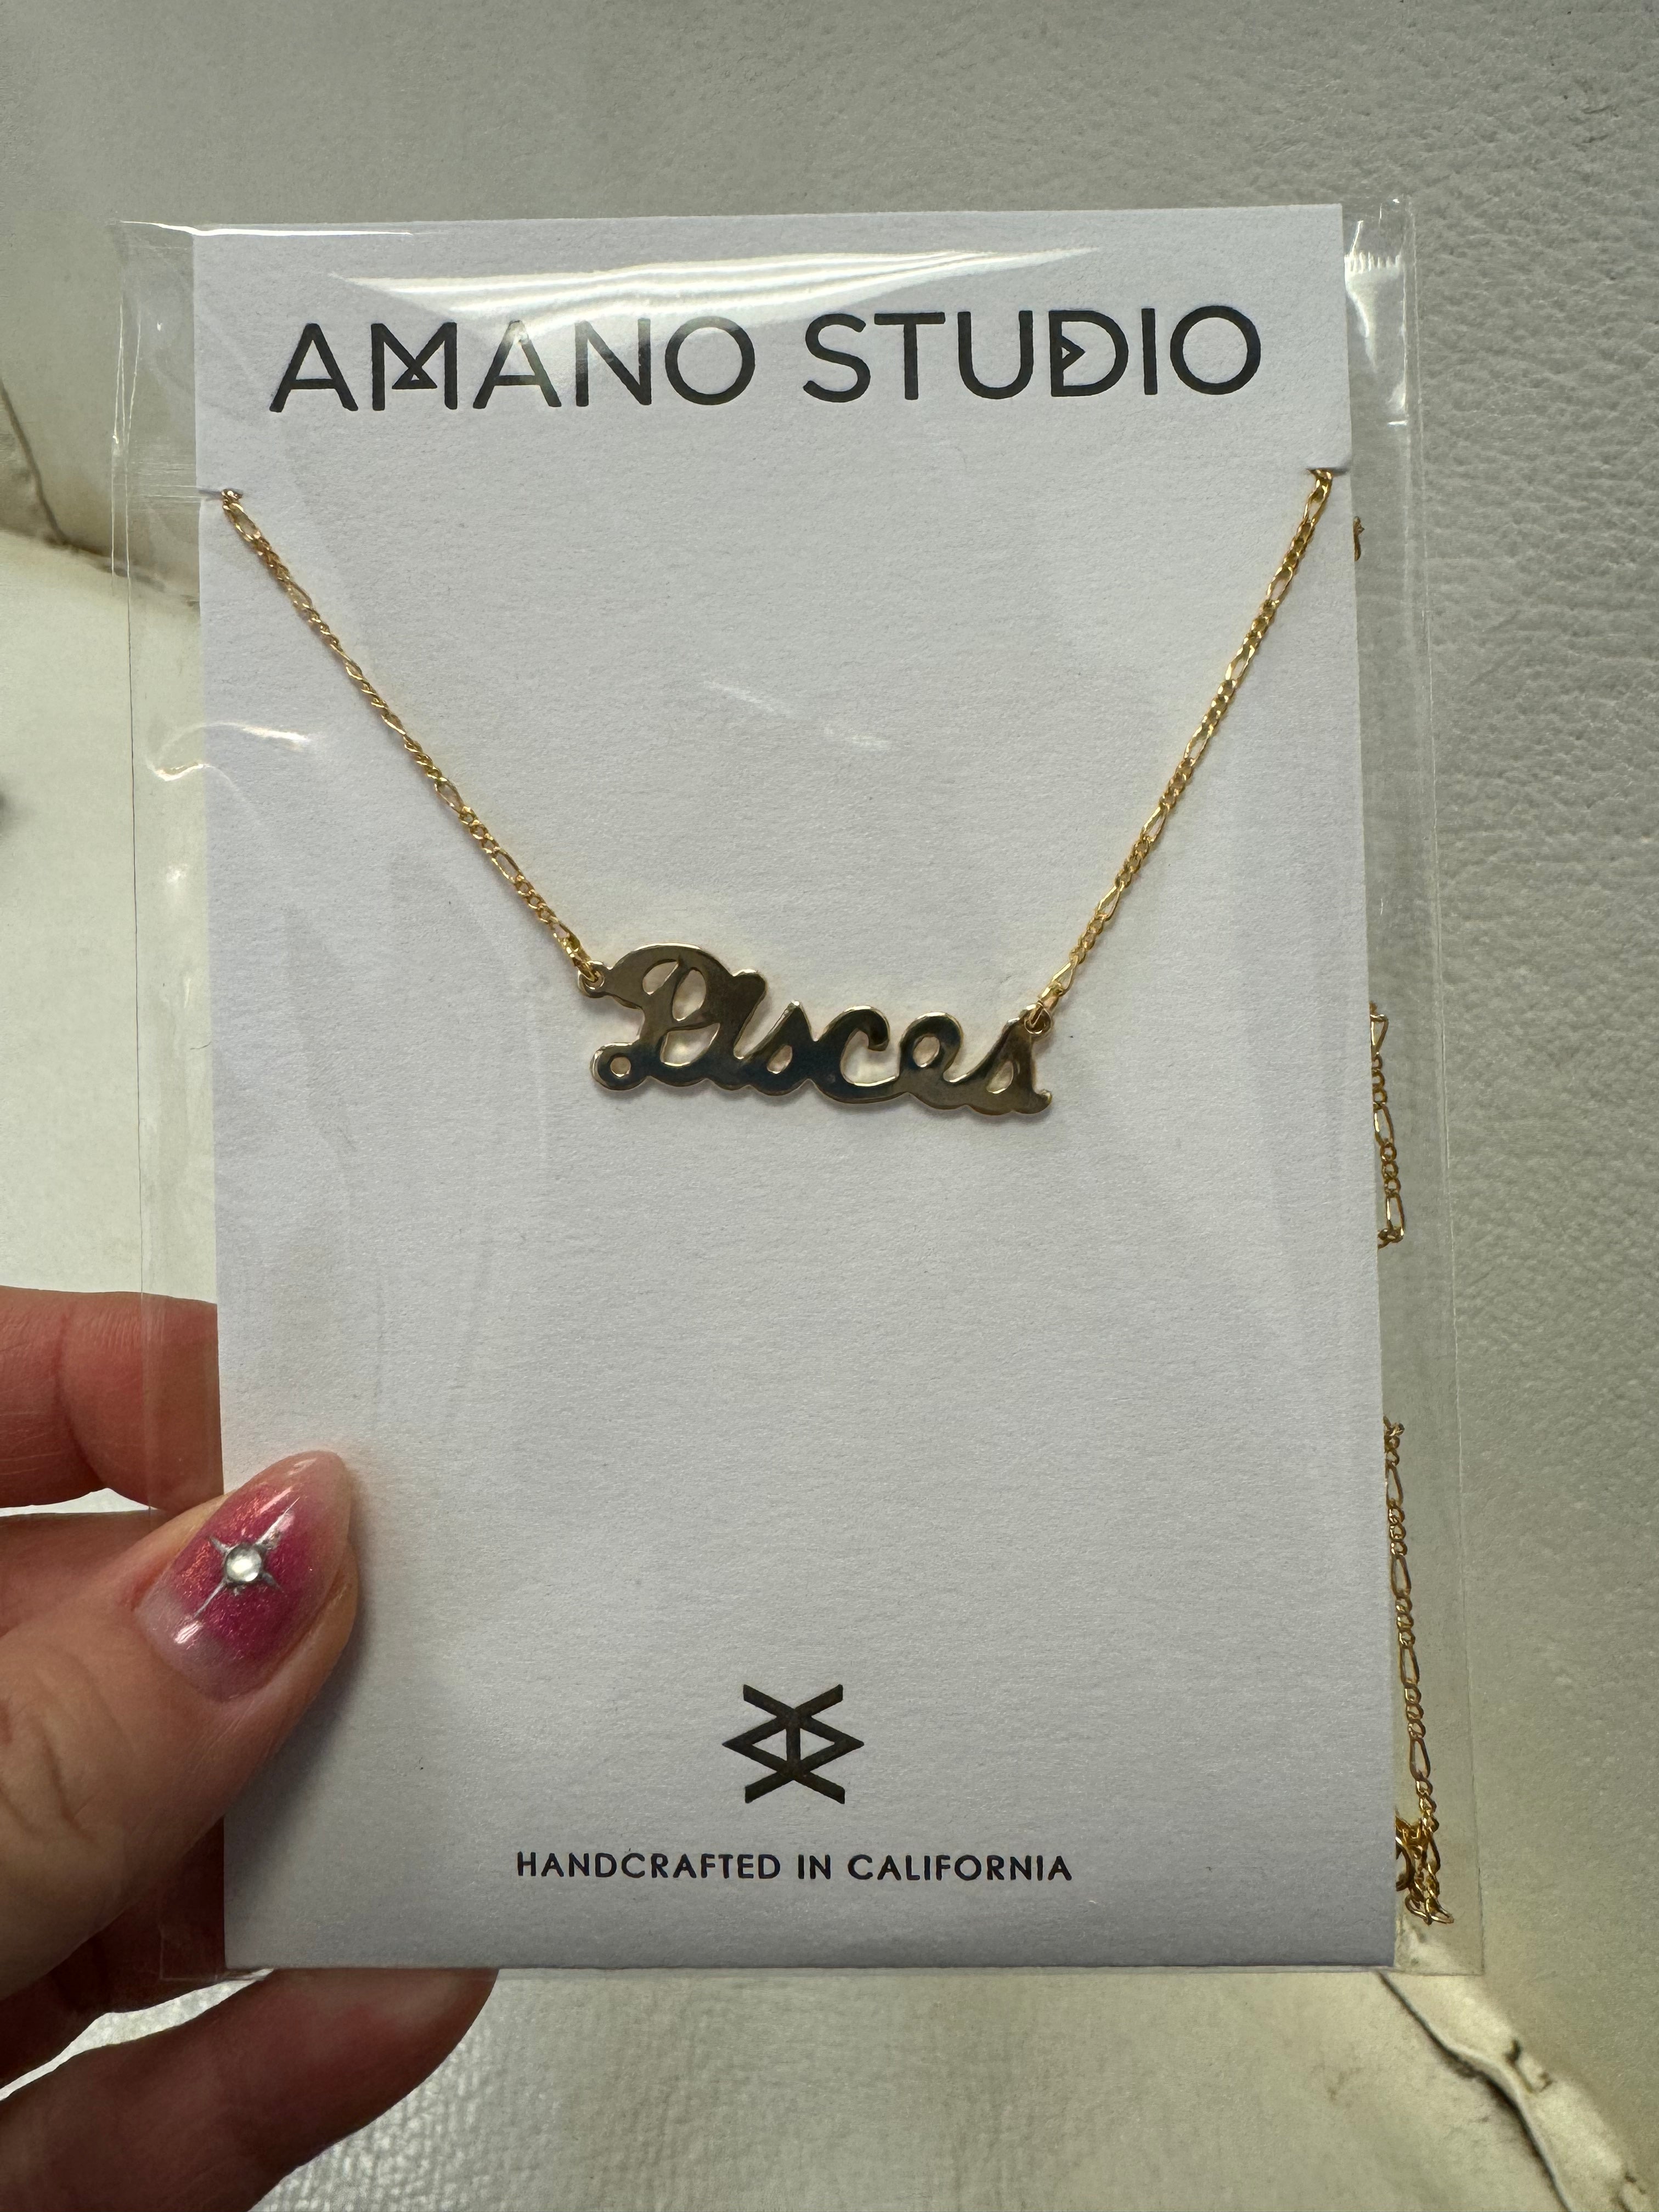 AMANO STUDIO
Pisces
HANDCRAFTED IN CALIFORNIA